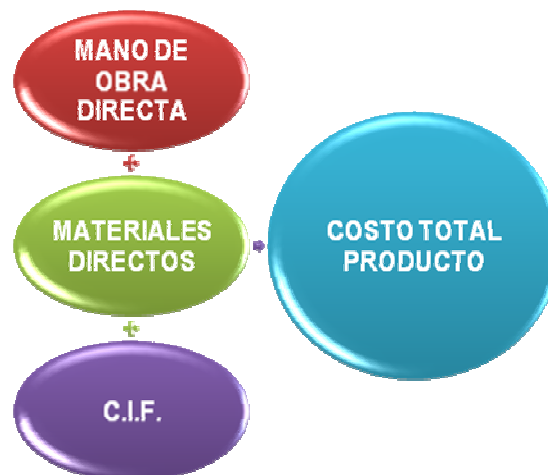 MANO DE
OBRA
DIRECTA
+
MATERIALES
DIRECTOS
+
C.I.F.
COSTO TOTAL
PRODUCTO